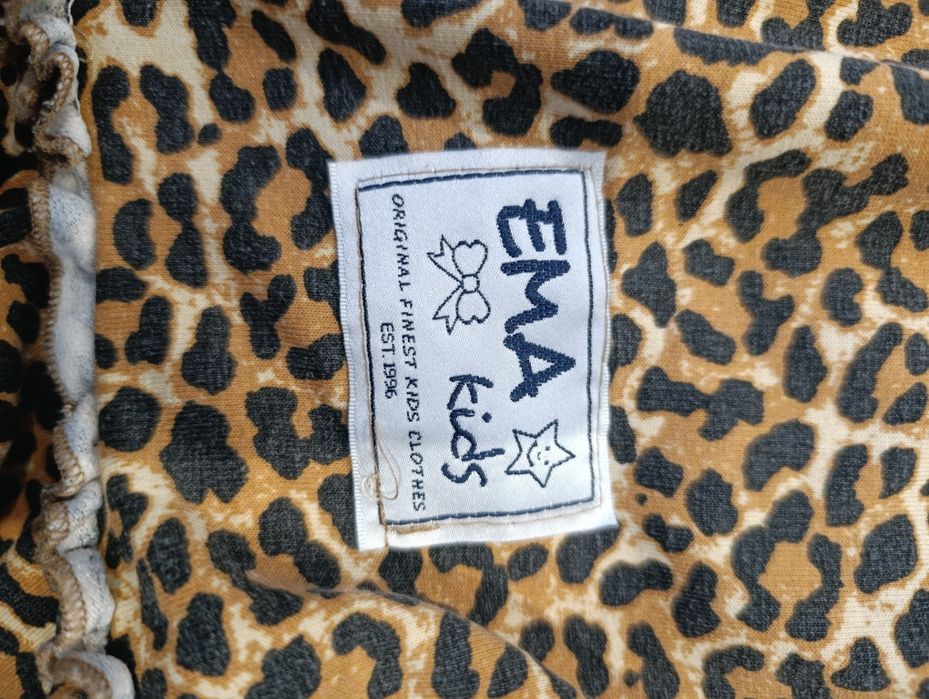 EMA
kids
ORIGINAL FINEST KIDS CLOTHES
EST. 1996